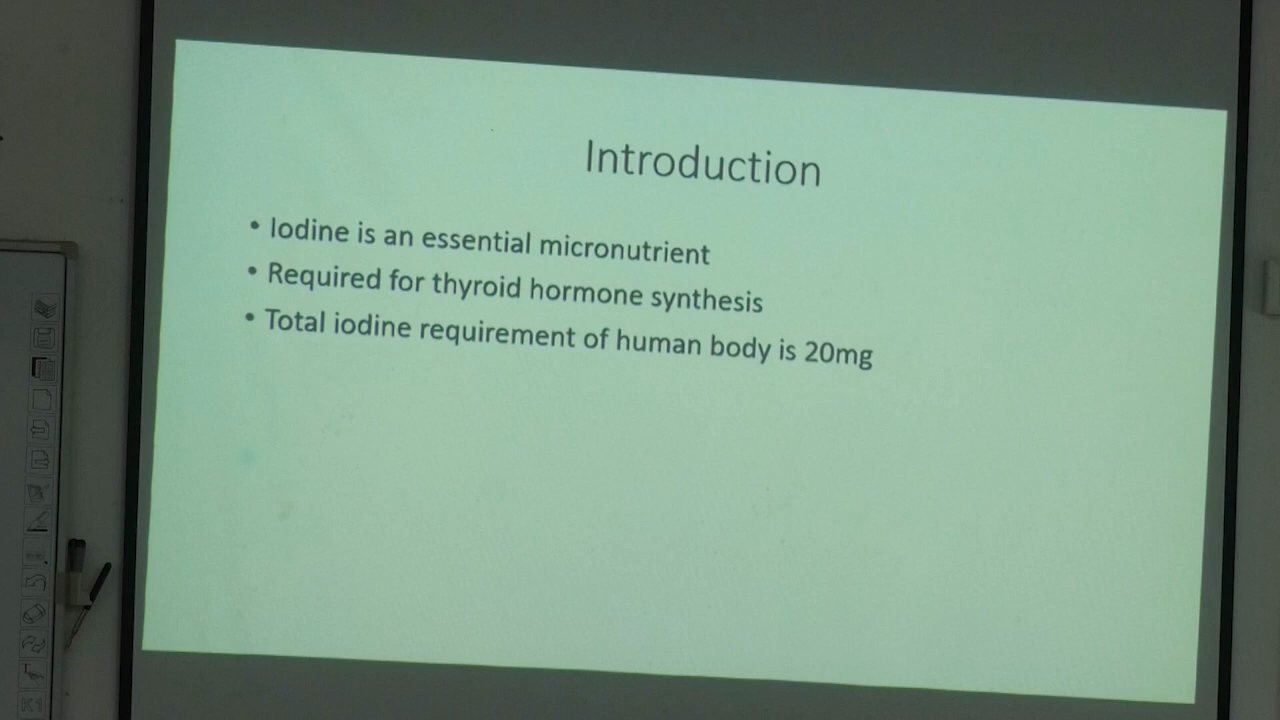 Introduction
• Iodine is an essential micronutrient
• Required for thyroid hormone synthesis
• Total iodine requirement of human body is 20mg
K1